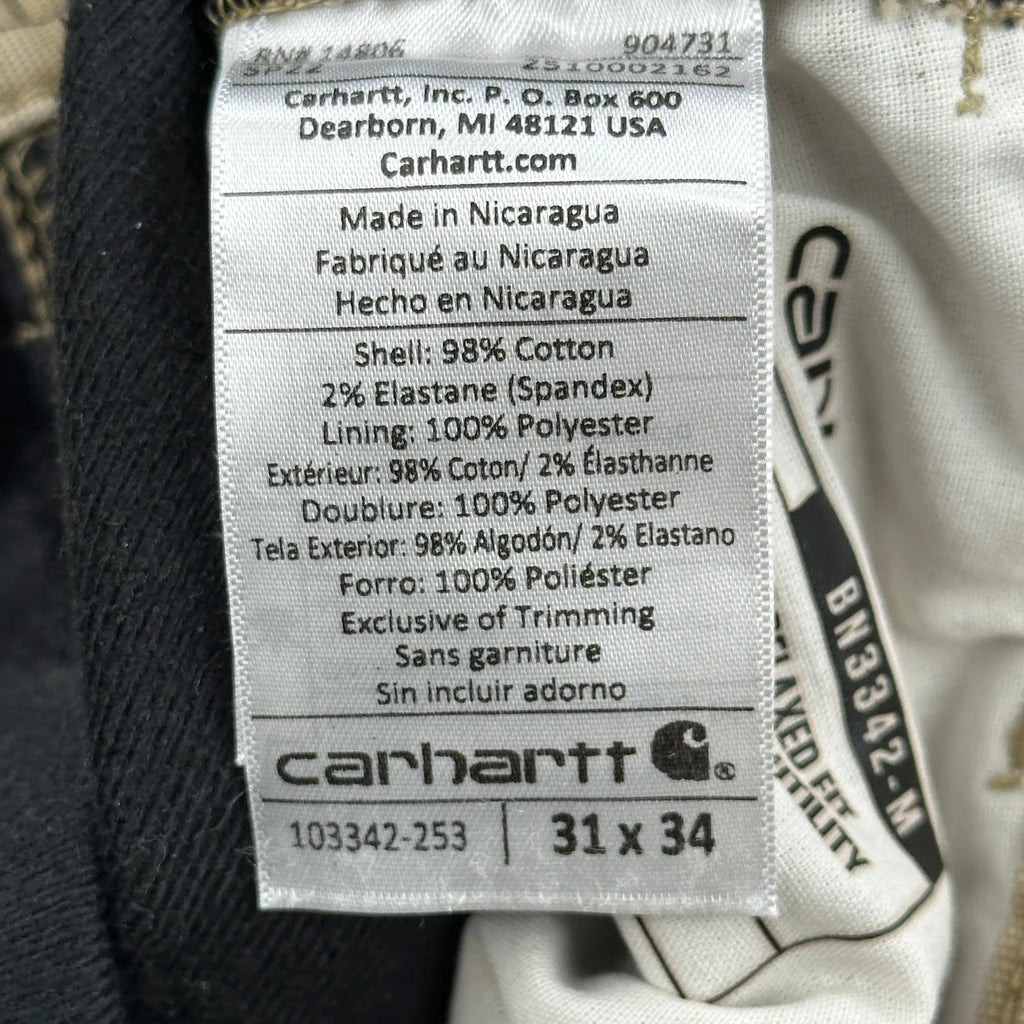 RN# 14806 904731
SP22 2510002162
Carhartt, Inc. P. O. Box 600
Dearborn, MI 48121 USA
Carhartt.com
Made in Nicaragua
Fabriqué au Nicaragua
Hecho en Nicaragua
Shell: 98% Cotton
2% Elastane (Spandex)
Lining: 100% Polyester
Extérieur: 98% Coton/ 2% Élasthanne
Doublure: 100% Polyester
Tela Exterior: 98% Algodón/ 2% Elastano
Forro: 100% Poliéster
Exclusive of Trimming
Sans garniture
Sin incluir adorno
carhartt ®
103342-253 | 31 x 34
BN3342-M
FIT